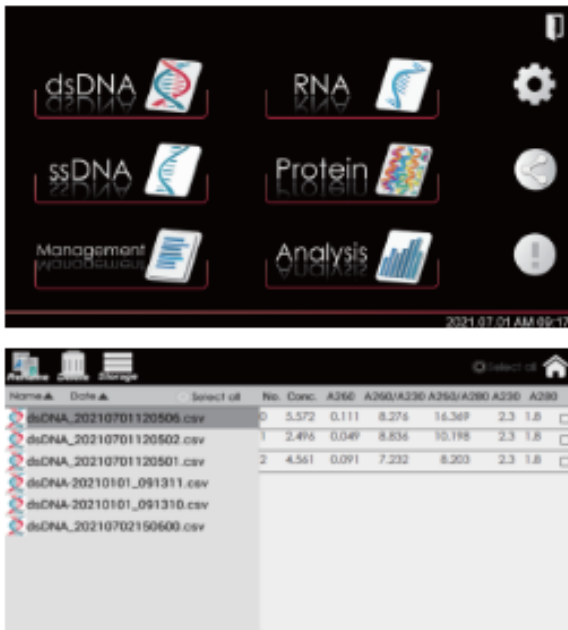 dsDNA RNA
ssDNA Protein
Management Analysis
2021.07.01 AM 09:17
Rename Delete Storage Select all
Name▲ Date▲ Select all No. Conc. A260 A260/A230 A260/A280 A230 A280
dsDNA_20210701120506.csv 0 5.572 0.111 8.276 16.369 2.3 1.8
dsDNA_20210701120502.csv 1 2.496 0.049 8.836 10.198 2.3 1.8
dsDNA_20210701120501.csv 2 4.561 0.091 7.232 8.203 2.3 1.8
dsDNA-20210101_091311.csv
dsDNA-20210101_091310.csv
dsDNA_20210702150600.csv